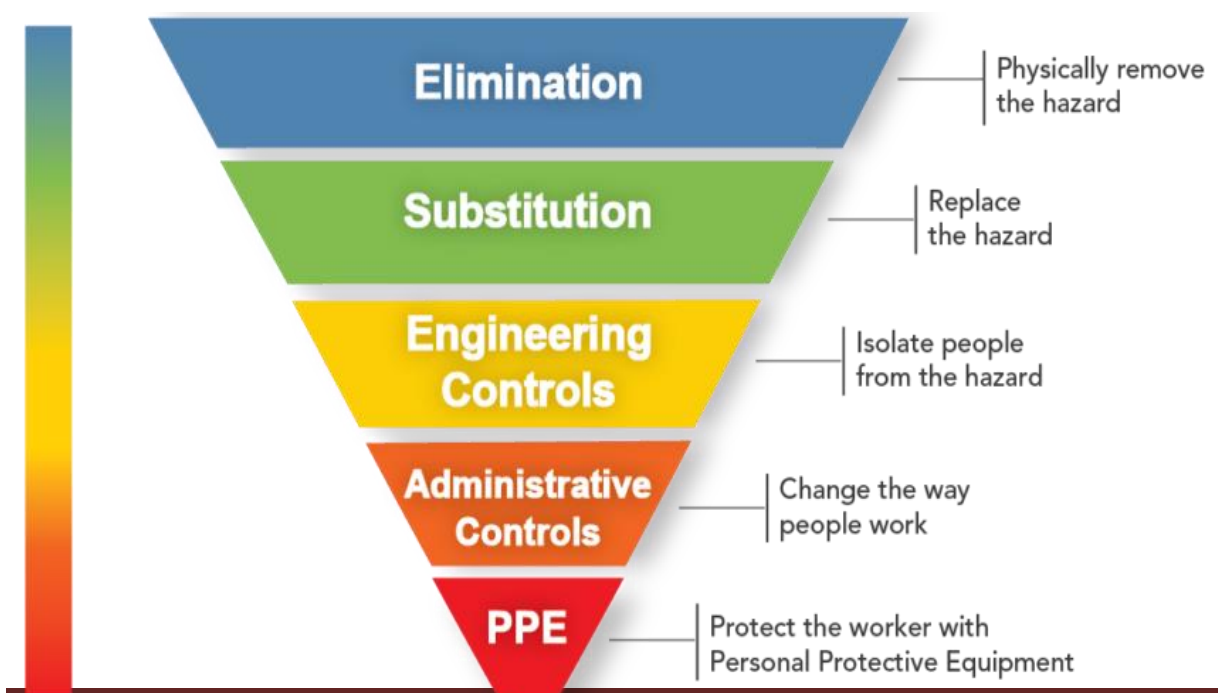 Elimination
Physically remove
the hazard
Substitution
Replace
the hazard
Engineering
Controls
Isolate people
from the hazard
Administrative
Controls
Change the way
people work
PPE
Protect the worker with
Personal Protective Equipment